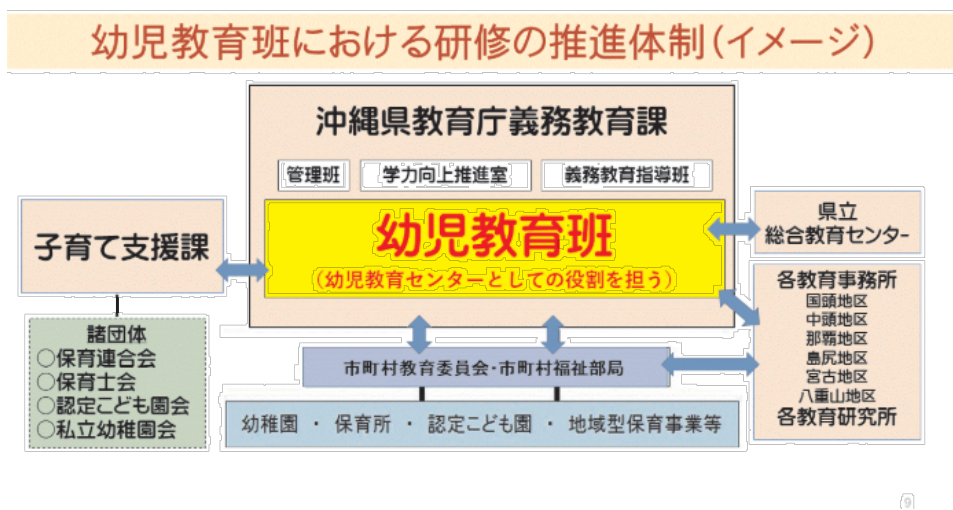 幼児教育班における研修の推進体制(イメージ)
沖縄県教育庁義務教育課
管理班
学力向上推進室
義務教育指導班
幼児教育班
(幼児教育センターとしての役割を担う)
子育て支援課
諸団体
○保育連合会
○保育士会
○認定こども園会
○私立幼稚園会
県立
総合教育センター
各教育事務所
国頭地区
中頭地区
那覇地区
島尻地区
宮古地区
八重山地区
各教育研究所
市町村教育委員会・市町村福祉部局
幼稚園 ・ 保育所 ・ 認定こども園 ・ 地域型保育事業等
9